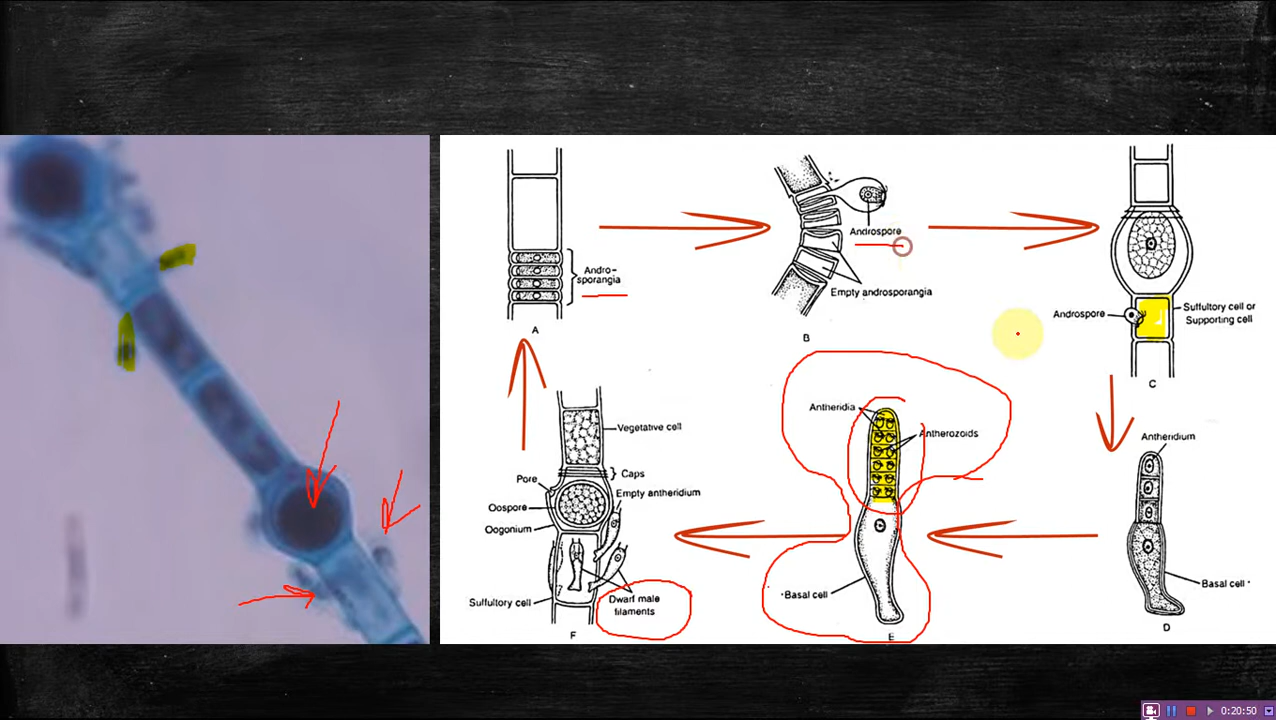 Andro-
sporangia
A
Androspore
Empty androsporangia
B
Androspore
Suffultory cell or
Supporting cell
C
Antheridium
Basal cell
D
Antheridia
Antherozoids
Basal cell
E
Vegetative cell
Caps
Pore
Empty antheridium
Oospore
Oogonium
Suffultory cell
Dwarf male
filaments
F
0:20:50